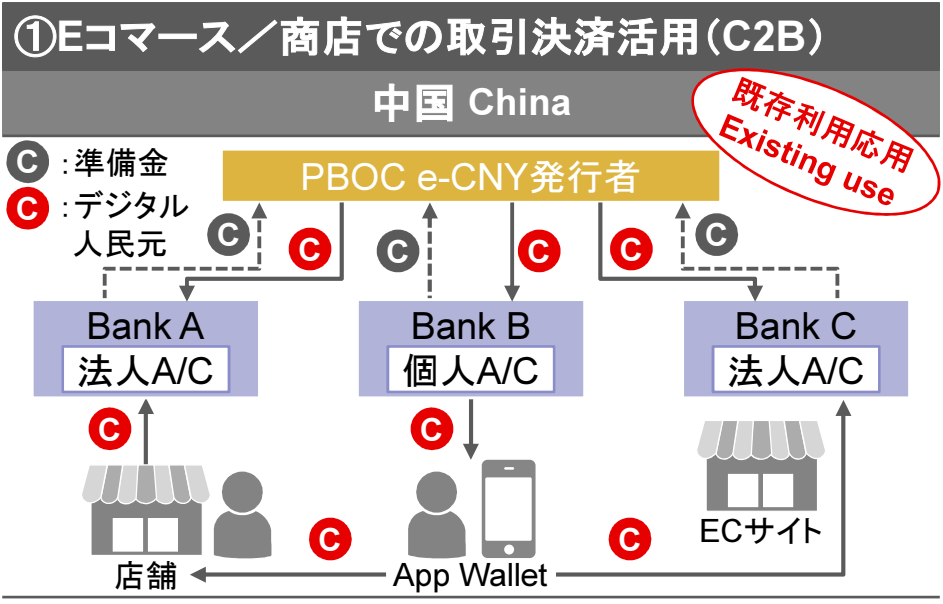 ①Eコマース／商店での取引決済活用（C2B）
中国 China
既存利用応用
Existing use
C：準備金
C：デジタル
人民元
PBOC e-CNY発行者
C
C
C
C
C
C
Bank A
法人A/C
Bank B
個人A/C
Bank C
法人A/C
C
C
ECサイト
C
C
店舗
App Wallet